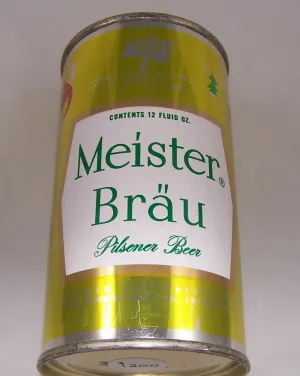 CONTENTS 12 FLUID OZ.
Meister®
Bräu
Pilsener Beer